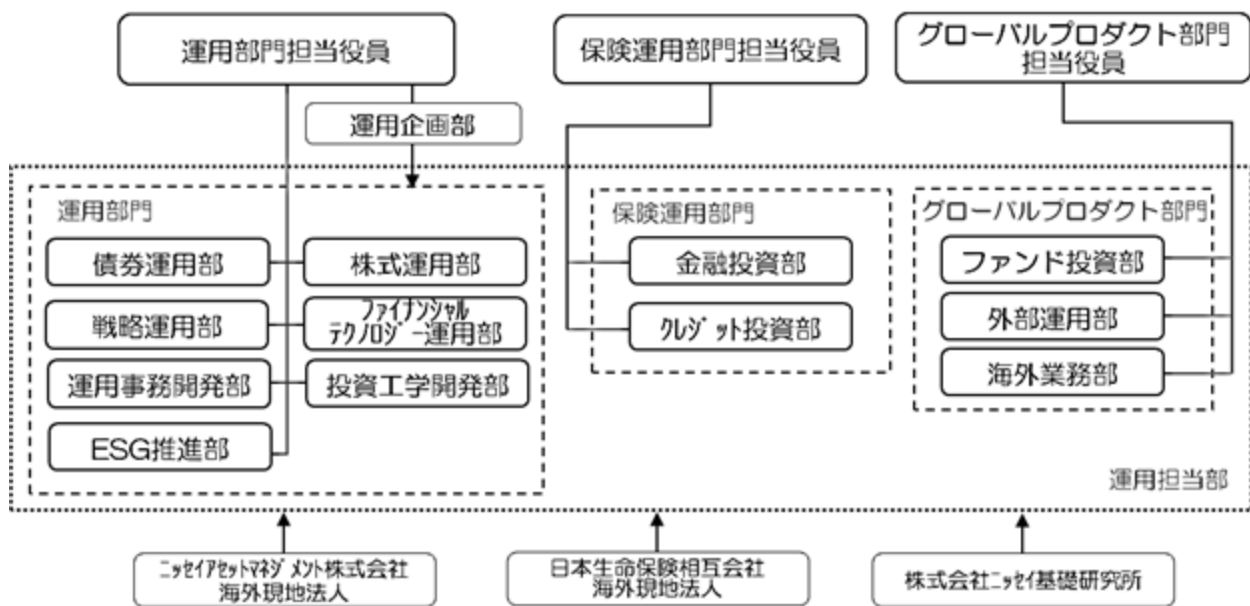 運用部門担当役員
保険運用部門担当役員
グローバルプロダクト部門
担当役員
運用企画部
運用部門
債券運用部
株式運用部
戦略運用部
ファイナンシャル
テクノロジー運用部
運用事務開発部
投資工学開発部
ESG推進部
保険運用部門
金融投資部
クレジット投資部
グローバルプロダクト部門
ファンド投資部
外部運用部
海外業務部
運用担当部
ニッセイアセットマネジメント株式会社
海外現地法人
日本生命保険相互会社
海外現地法人
株式会社ニッセイ基礎研究所